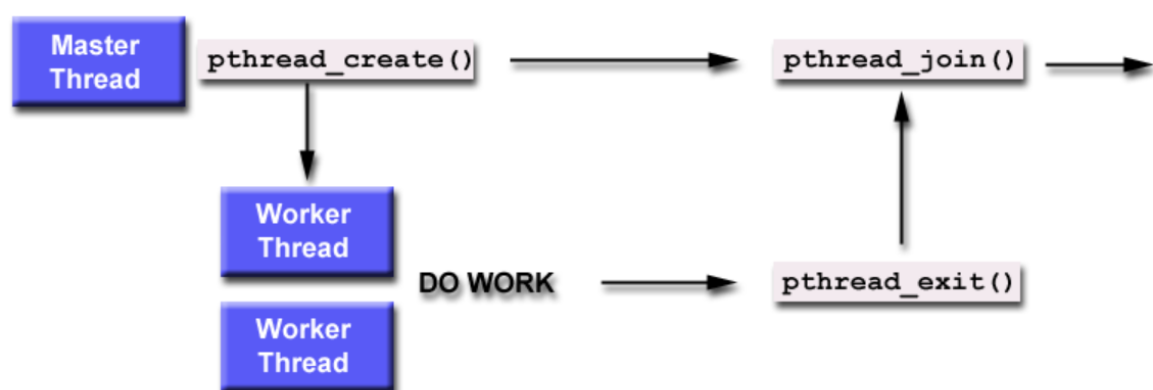 Master
Thread
pthread_create()
pthread_join()
Worker
Thread
DO WORK
pthread_exit()
Worker
Thread